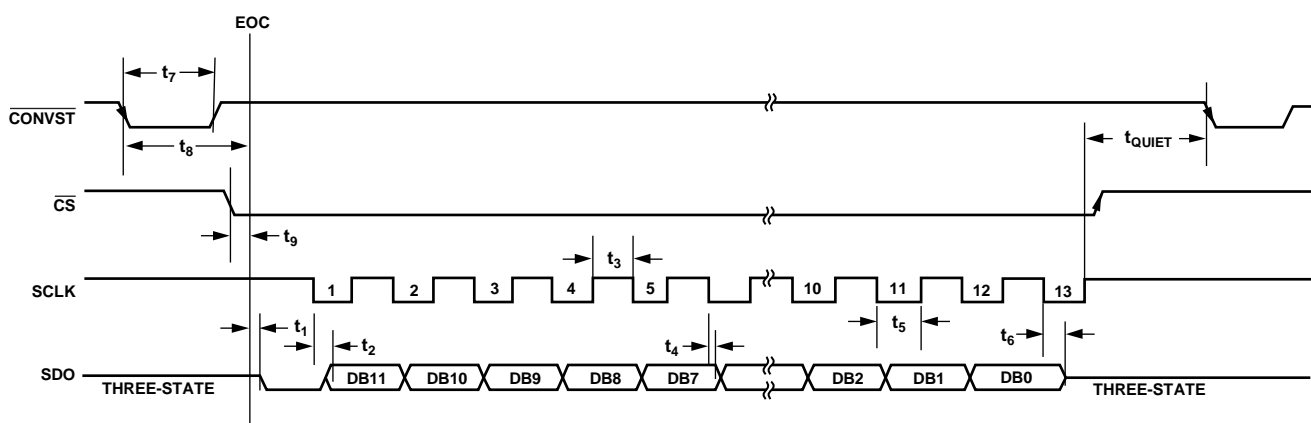 EOC
t7
CONVST
t8
tQUIET
CS
t9
t3
SCLK
1 2 3 4 5 10 11 12 13
t1
t2
t4
t5
t6
SDO
THREE-STATE
DB11 DB10 DB9 DB8 DB7 DB2 DB1 DB0
THREE-STATE